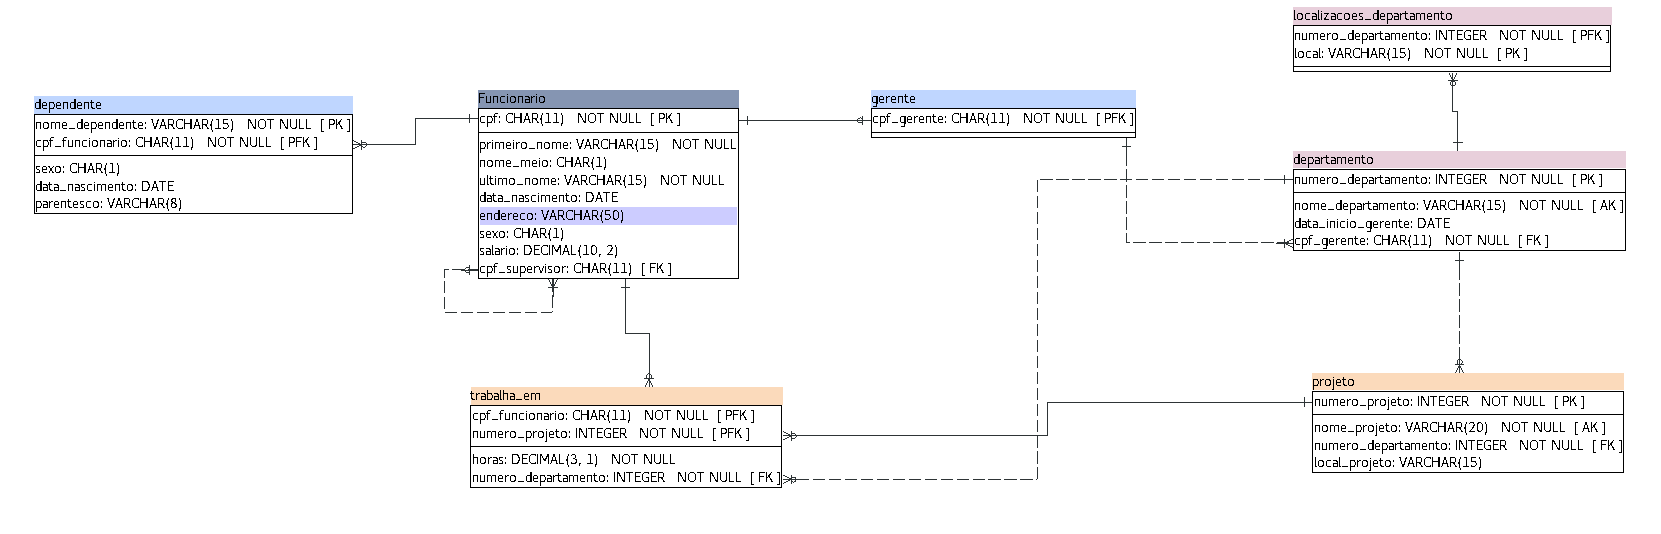 localizacoes_departamento
numero_departamento: INTEGER NOT NULL [ PFK ]
local: VARCHAR(15) NOT NULL [ PK ]
dependente
nome_dependente: VARCHAR(15) NOT NULL [ PK ]
cpf_funcionario: CHAR(11) NOT NULL [ PFK ]
sexo: CHAR(1)
data_nascimento: DATE
parentesco: VARCHAR(8)
Funcionario
cpf: CHAR(11) NOT NULL [ PK ]
primeiro_nome: VARCHAR(15) NOT NULL
nome_meio: CHAR(1)
ultimo_nome: VARCHAR(15) NOT NULL
data_nascimento: DATE
endereco: VARCHAR(50)
sexo: CHAR(1)
salario: DECIMAL(10, 2)
cpf_supervisor: CHAR(11) [ FK ]
gerente
cpf_gerente: CHAR(11) NOT NULL [ PFK ]
departamento
numero_departamento: INTEGER NOT NULL [ PK ]
nome_departamento: VARCHAR(15) NOT NULL [ AK ]
data_inicio_gerente: DATE
cpf_gerente: CHAR(11) NOT NULL [ FK ]
trabalha_em
cpf_funcionario: CHAR(11) NOT NULL [ PFK ]
numero_projeto: INTEGER NOT NULL [ PFK ]
horas: DECIMAL(3, 1) NOT NULL
numero_departamento: INTEGER NOT NULL [ FK ]
projeto
numero_projeto: INTEGER NOT NULL [ PK ]
nome_projeto: VARCHAR(20) NOT NULL [ AK ]
numero_departamento: INTEGER NOT NULL [ FK ]
local_projeto: VARCHAR(15)